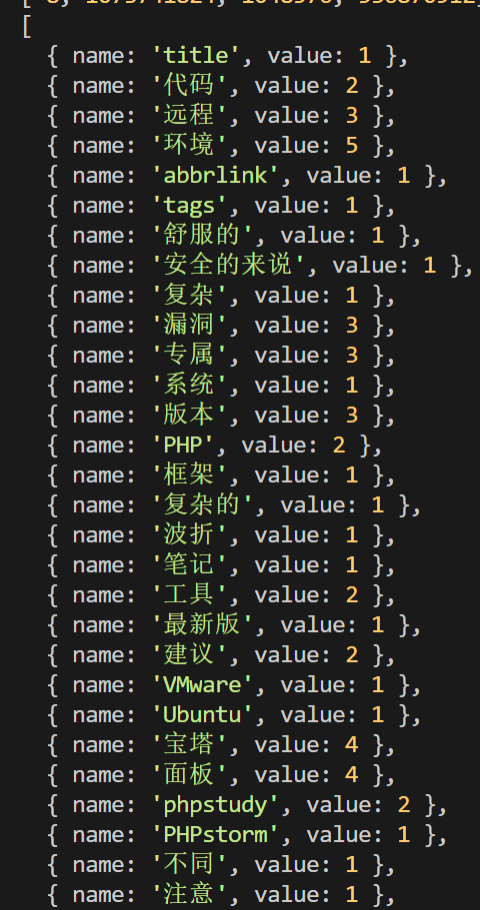 [
{ name: 'title', value: 1 },
{ name: '代码', value: 2 },
{ name: '远程', value: 3 },
{ name: '环境', value: 5 },
{ name: 'abbrlink', value: 1 },
{ name: 'tags', value: 1 },
{ name: '舒服的', value: 1 },
{ name: '安全的来说', value: 1 },
{ name: '复杂', value: 1 },
{ name: '漏洞', value: 3 },
{ name: '专属', value: 3 },
{ name: '系统', value: 1 },
{ name: '版本', value: 3 },
{ name: 'PHP', value: 2 },
{ name: '框架', value: 1 },
{ name: '复杂的', value: 1 },
{ name: '波折', value: 1 },
{ name: '笔记', value: 1 },
{ name: '工具', value: 2 },
{ name: '最新版', value: 1 },
{ name: '建议', value: 2 },
{ name: 'VMware', value: 1 },
{ name: 'Ubuntu', value: 1 },
{ name: '宝塔', value: 4 },
{ name: '面板', value: 4 },
{ name: 'phpstudy', value: 2 },
{ name: 'PHPstorm', value: 1 },
{ name: '不同', value: 1 },
{ name: '注意', value: 1 },